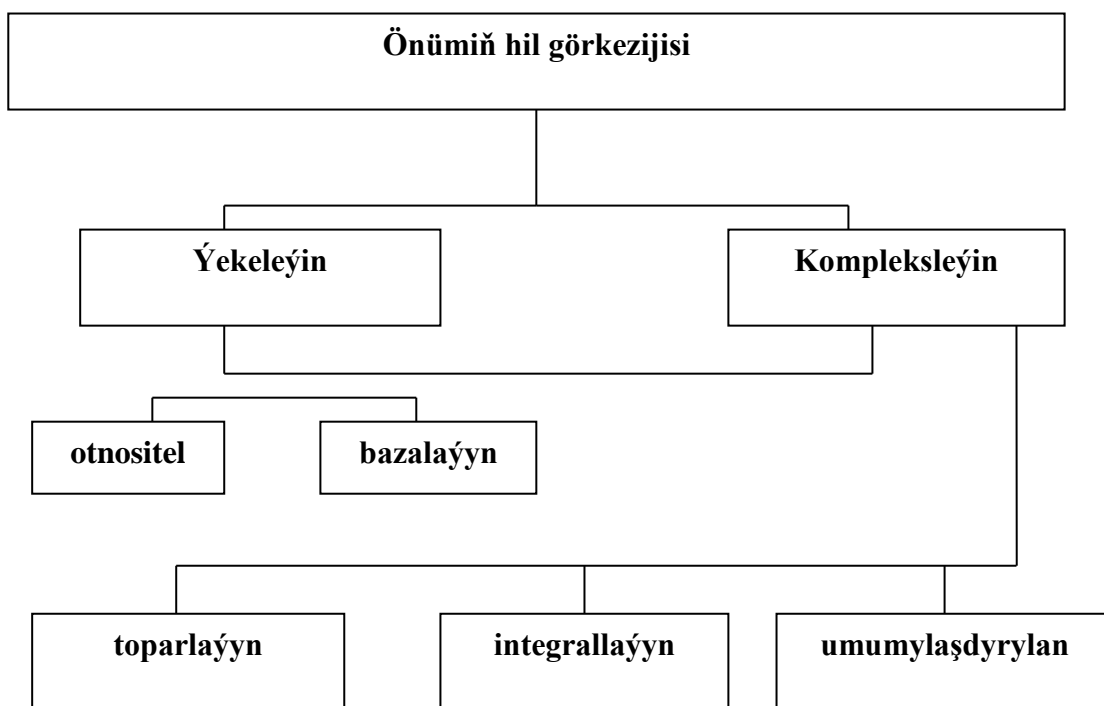 Önümiň hil görkezijisi
Ýekeleýin
Kompleksleýin
otnositel
bazalaýyn
toparlaýyn
integrallaýyn
umumylaşdyrylan